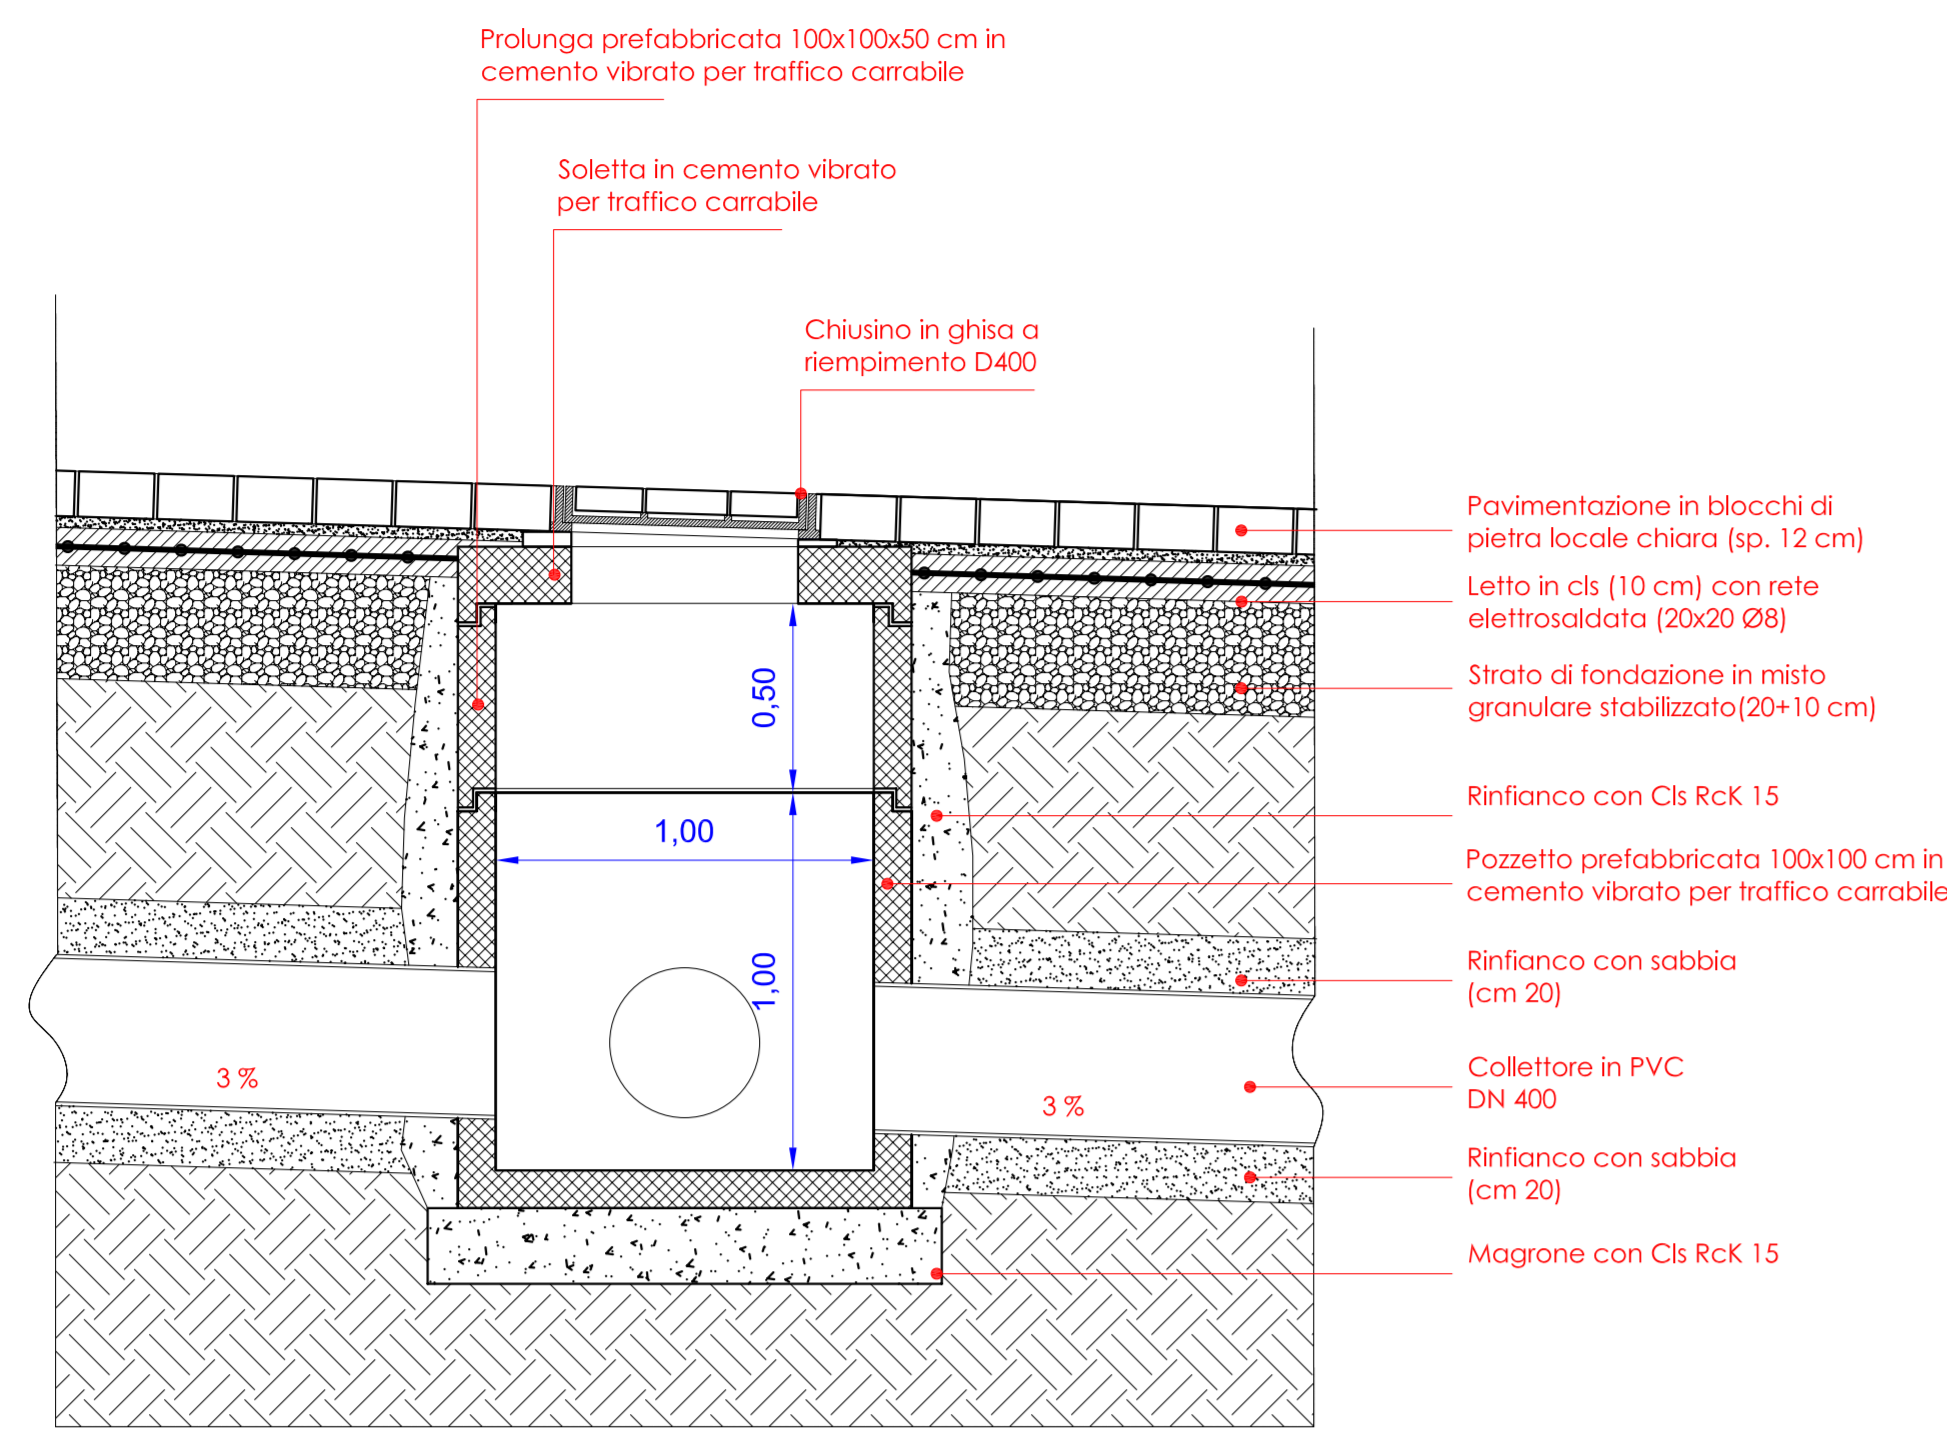 Prolunga prefabbricata 100x100x50 cm in
cemento vibrato per traffico carrabile
Soletta in cemento vibrato
per traffico carrabile
Chiusino in ghisa a
riempimento D400
Pavimentazione in blocchi di
pietra locale chiara (sp. 12 cm)
Letto in cls (10 cm) con rete
elettrosaldata (20x20 Ø8)
Strato di fondazione in misto
granulare stabilizzato(20+10 cm)
0,50
Rinfianco con Cls RcK 15
1,00
Pozzetto prefabbricata 100x100 cm in
cemento vibrato per traffico carrabile
Rinfianco con sabbia
(cm 20)
1,00
Collettore in PVC
DN 400
3 %
3 %
Rinfianco con sabbia
(cm 20)
Magrone con Cls RcK 15